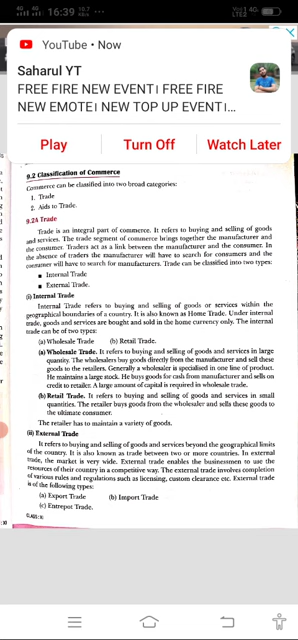 16:39
YouTube • Now
Saharul YT
FREE FIRE NEW EVENT। FREE FIRE
NEW EMOTE। NEW TOP UP EVENT।...
Play Turn Off Watch Later
9.2 Classification of Commerce
Commerce can be classified into two broad categories:
1. Trade
2. Aids to Trade.
9.2A Trade
Trade is an integral part of commerce. It refers to buying and selling of goods
and services. The trade segment of commerce brings together the manufacturer and
the consumer. Traders act as a link between the manufacturer and the consumer. In
the absence of traders the manufacturer will have to search for consumers and the
consumer will have to search for manufacturers. Trade can be classified into two types:
■ Internal Trade
■ External Trade.
(i) Internal Trade
Internal Trade refers to buying and selling of goods or services within the
geographical boundaries of a country. It is also known as Home Trade. Under internal
trade, goods and services are bought and sold in the home currency only. The internal
trade can be of two types:
(a) Wholesale Trade (b) Retail Trade.
(a) Wholesale Trade. It refers to buying and selling of goods and services in large
quantity. The wholesalers buy goods directly from the manufacturer and sell these
goods to the retailers. Generally a wholesaler is specialised in one line of product.
He maintains a large stock. He buys goods for cash from manufacturer and sells on
credit to retailer. A large amount of capital is required in wholesale trade.
(b) Retail Trade. It refers to buying and selling of goods and services in small
quantities. The retailer buys goods from the wholesaler and sells these goods to
the ultimate consumer.
The retailer has to maintain a variety of goods.
(ii) External Trade
It refers to buying and selling of goods and services beyond the geographical limits
of the country. It is also known as trade between two or more countries. In external
trade, the market is very wide. External trade enables the businessmen to use the
resources of their country in a competitive way. The external trade involves completion
of various rules and regulations such as licensing, custom clearance etc. External trade
is of the following types:
(a) Export Trade (b) Import Trade
(c) Entrepot Trade.